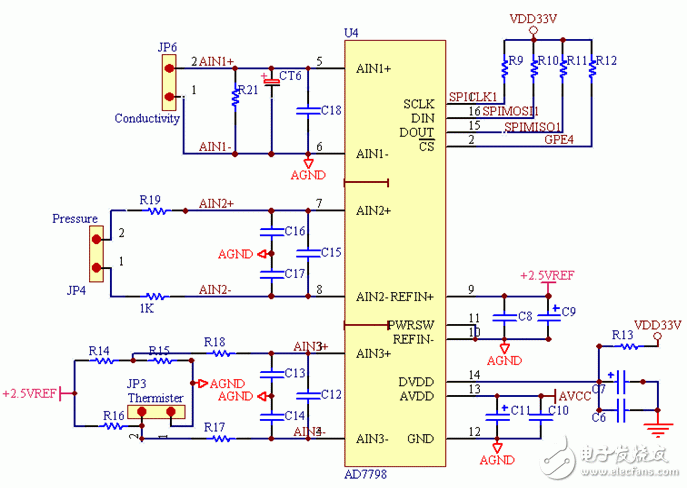 U4
VDD33V
JP6
2
AIN1+
5
AIN1+
R9
R10
R11
R12
R21
CT6
+
C18
1
Conductivity
SCLK
SPICLK1
DIN
16
SPIMOSI1
DOUT
15
SPIMISO1
CS
2
GPE4
AIN1-
6
AIN1-
AGND
R19
AIN2+
7
AIN2+
Pressure
2
C16
AGND
C15
1
C17
JP4
AIN2-
8
AIN2-
1K
REFIN+
9
+2.5VREF
C8
+
C9
PWRSW
11
REFIN-
10
AGND
R14
R15
R18
AIN3+
3
AIN3+
VDD33V
R13
+2.5VREF
JP3
Thermister
AGND
C13
AGND
C12
C14
DVDD
14
AVDD
13
AVCC
+
C7
C6
R16
2
1
R17
AIN3-
4
AIN3-
GND
12
+
C11
C10
AGND
AD7798
电子发烧友
www.elecfans.com